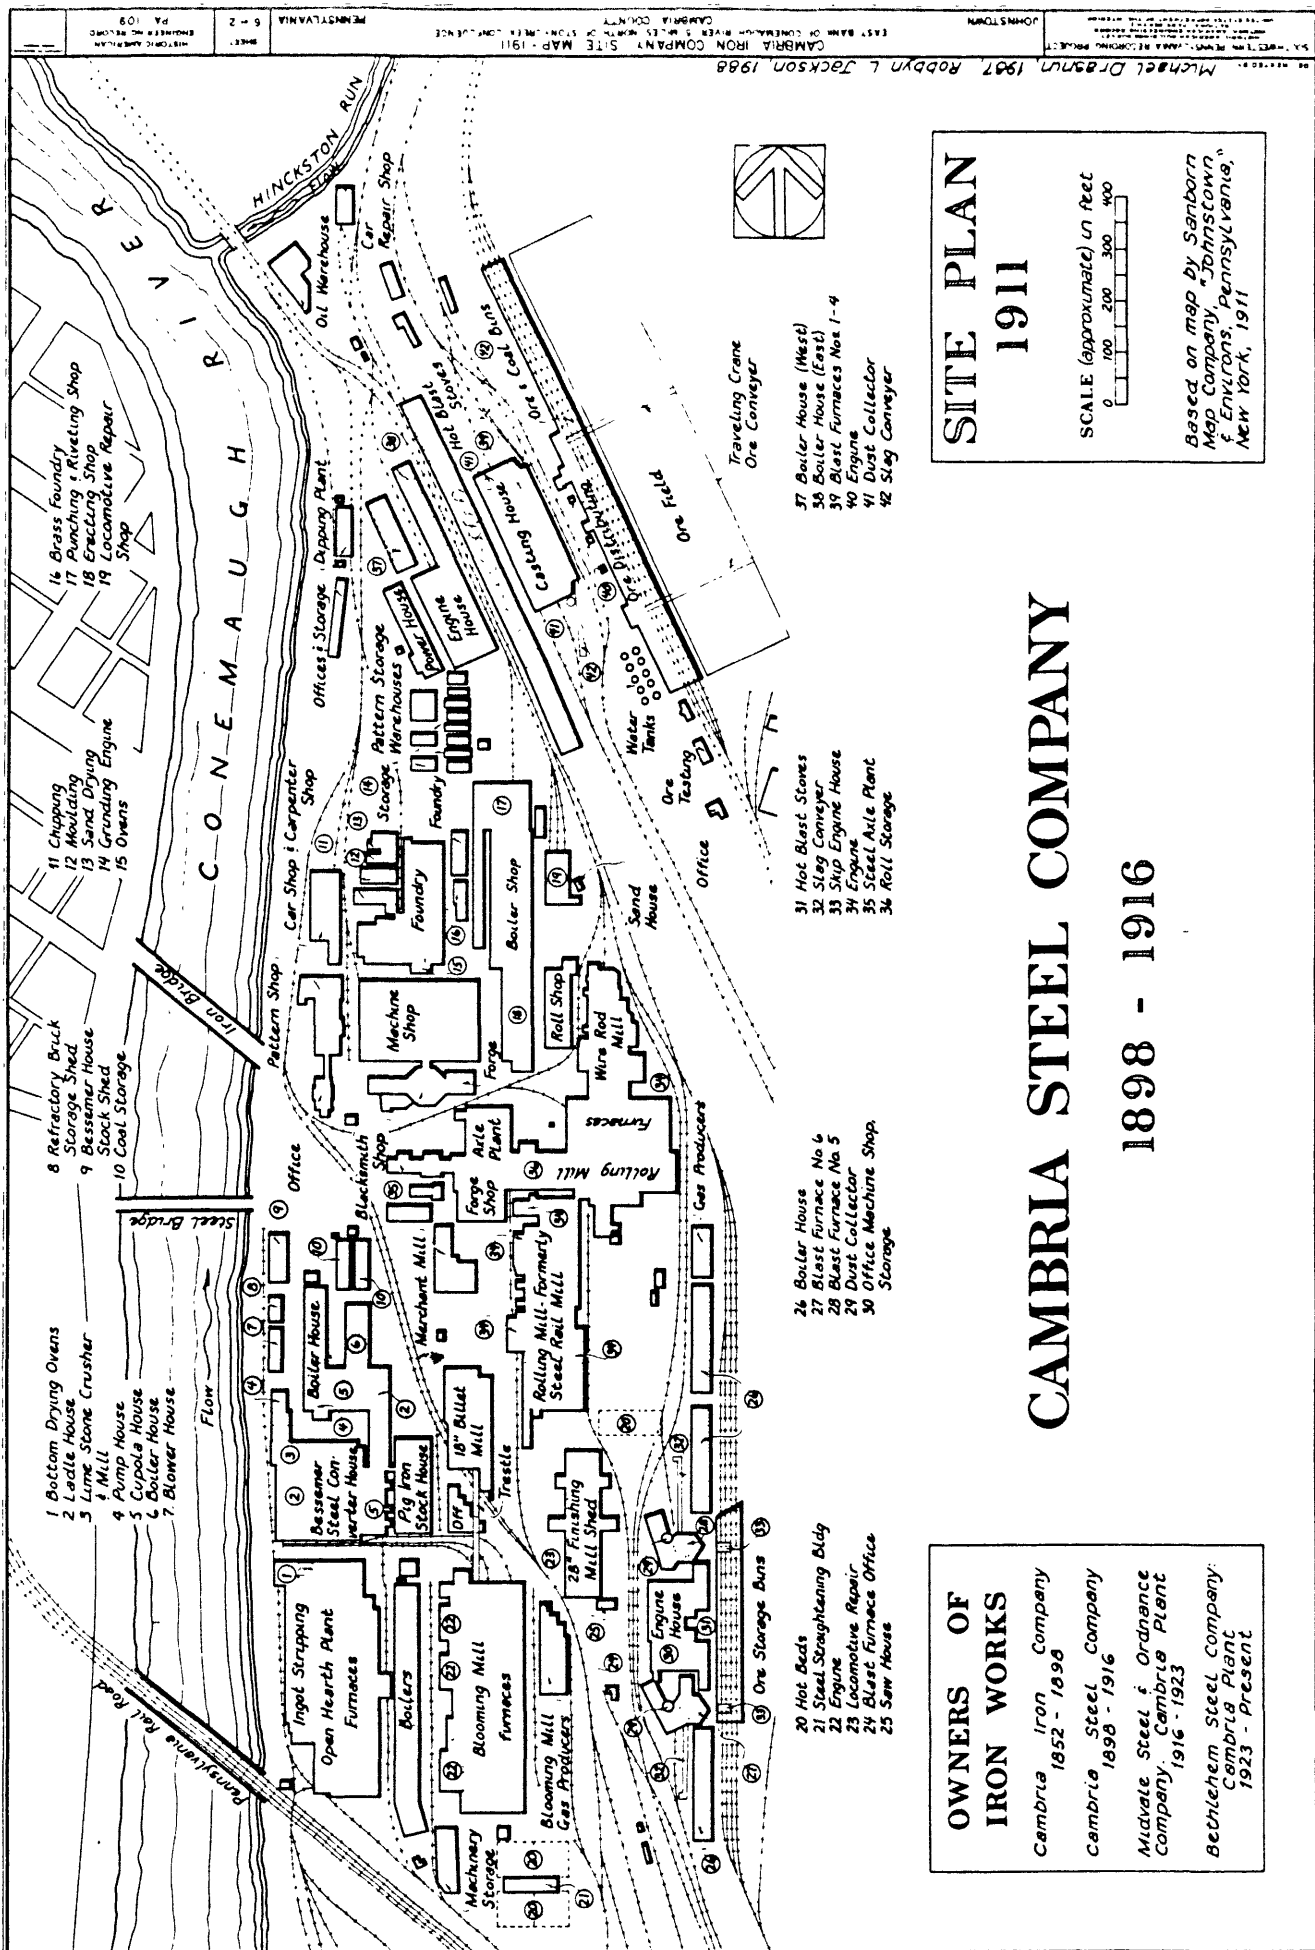 Michael Drasnin, 1987, Robbyn L Jackson, 1988
JOHNSTOWN
CAMBRIA IRON COMPANY SITE MAP - 1911
CAMBRIA COUNTY
PENNSYLVANIA
SHEET
HISTORIC AMERICAN
ENGINEERING RECORD
PA 109
1 Bottom Drying Ovens
2 Ladle House
3 Lime Stone Crusher
& Mill
4 Pump House
5 Cupola House
6 Boiler House
7 Blower House
8 Refractory Brick
Storage Shed
9 Bessemer House
Stock Shed
10 Coal Storage
11 Chipping
12 Moulding
13 Sand Drying
14 Grinding Engine
15 Ovens
16 Brass Foundry
17 Punching & Riveting Shop
18 Erecting Shop
19 Locomotive Repair
Shop
CONEMAUGH RIVER
HINCKSTON RUN
FLOW
FLOW
Pennsylvania Rail Road
Steel Bridge
Iron Bridge
Ingot Stripping
Open Hearth Plant
Furnaces
Boilers
Blooming Mill
Furnaces
Machinery
Storage
Blooming Mill
Gas Producers
Bessemer
Steel Con-
verter House
Boiler House
Pig Iron
Stock House
Off
18" Billet
Mill
Trestle
Merchant Mill
28" Finishing
Mill Shed
Rolling Mill - Formerly
Steel Rail Mill
Office
Blacksmith
Shop
Forge
Shop
Axle
Plant
Rolling Mill
Furnaces
Gas Producers
Engine
House
Ore Storage Bins
Pattern Shop
Car Shop & Carpenter
Shop
Machine
Shop
Forge
Foundry
Storage
Foundry
Boiler Shop
Roll Shop
Wire Rod
Mill
Sand
House
Office
Ore
Testing
Water
Tanks
Pattern Storage
Warehouses
Offices & Storage
Dipping Plant
Power House
Engine
House
Casting House
Hot Blast
Stoves
Ore & Coal Bins
Ore Distributing
Ore Field
Oil Warehouse
Car
Repair Shop
Traveling Crane
Ore Conveyer
20 Hot Beds
21 Steel Straightening Bldg
22 Engine
23 Locomotive Repair
24 Blast Furnace Office
25 Saw House
26 Boiler House
27 Blast Furnace No 6
28 Blast Furnace No 5
29 Dust Collector
30 Office Machine Shop,
Storage
31 Hot Blast Stoves
32 Slag Conveyer
33 Skip Engine House
34 Engine
35 Steel Axle Plant
36 Roll Storage
37 Boiler House (West)
38 Boiler House (East)
39 Blast Furnaces Nos 1-4
40 Engine
41 Dust Collector
42 Slag Conveyer
OWNERS OF
IRON WORKS
Cambria Iron Company
1852 - 1898
Cambria Steel Company
1898 - 1916
Midvale Steel & Ordnance
Company, Cambria Plant
1916 - 1923
Bethlehem Steel Company:
Cambria Plant
1923 - Present
CAMBRIA STEEL COMPANY
1898 - 1916
SITE PLAN
1911
SCALE (approximate) in feet
0 100 200 300 400
Based on map by Sanborn
Map Company, "Johnstown
& Environs, Pennsylvania,"
New York, 1911